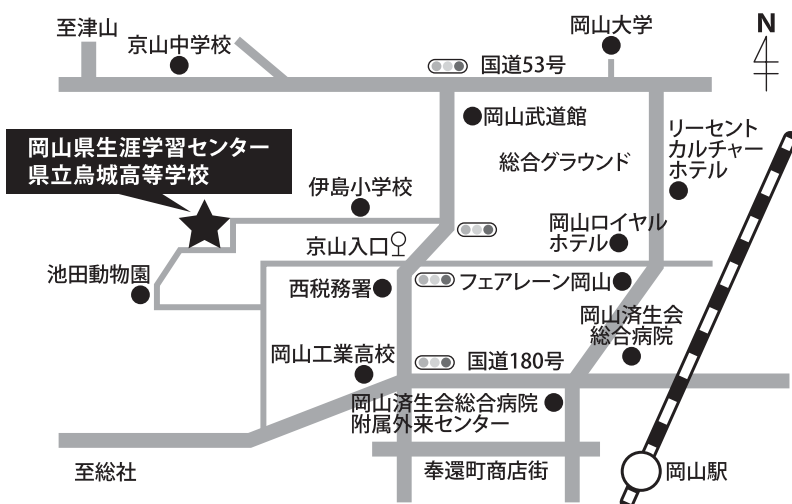 至津山
京山中学校
岡山大学
N
国道53号
岡山武道館
リーセント
カルチャー
ホテル
総合グラウンド
岡山県生涯学習センター
県立烏城高等学校
伊島小学校
岡山ロイヤル
ホテル
京山入口
池田動物園
西税務署
フェアレーン岡山
岡山済生会
総合病院
岡山工業高校
国道180号
岡山済生会総合病院
附属外来センター
至総社
奉還町商店街
岡山駅